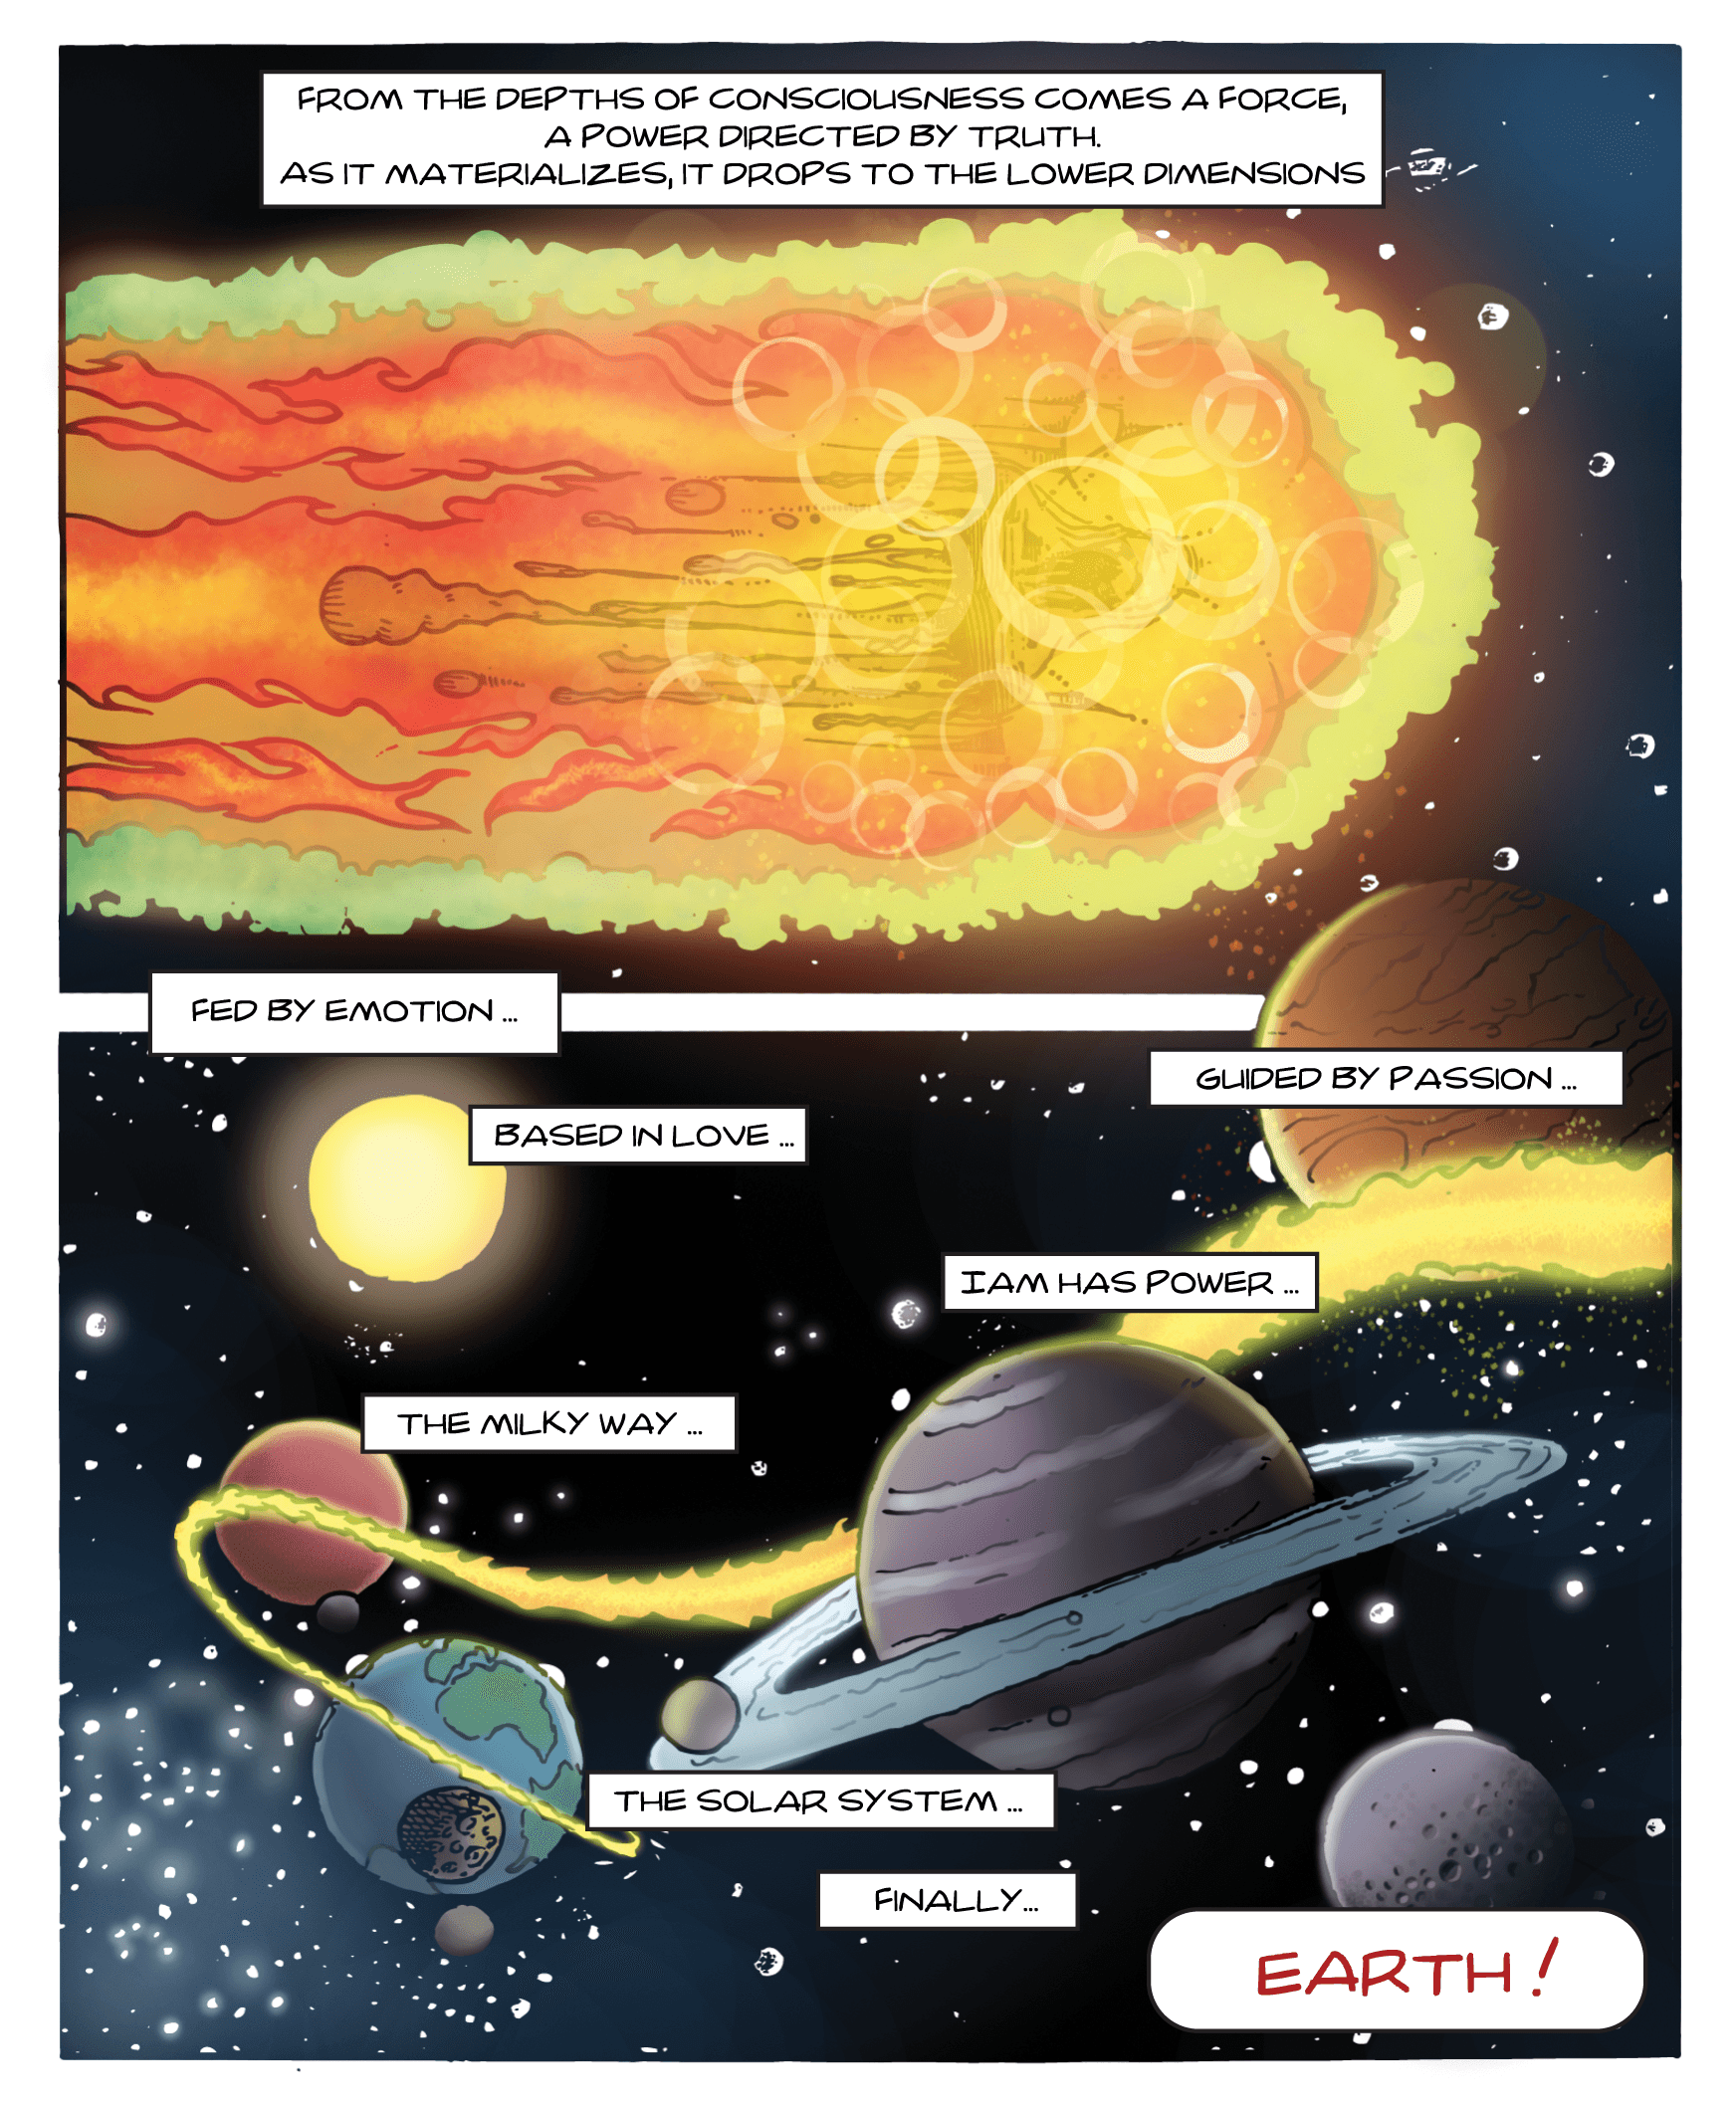 FROM THE DEPTHS OF CONSCIOUSNESS COMES A FORCE,
A POWER DIRECTED BY TRUTH.
AS IT MATERIALIZES, IT DROPS TO THE LOWER DIMENSIONS
FED BY EMOTION ...
GUIDED BY PASSION ...
BASED IN LOVE ...
IAM HAS POWER ...
THE MILKY WAY ...
THE SOLAR SYSTEM ...
FINALLY...
EARTH !